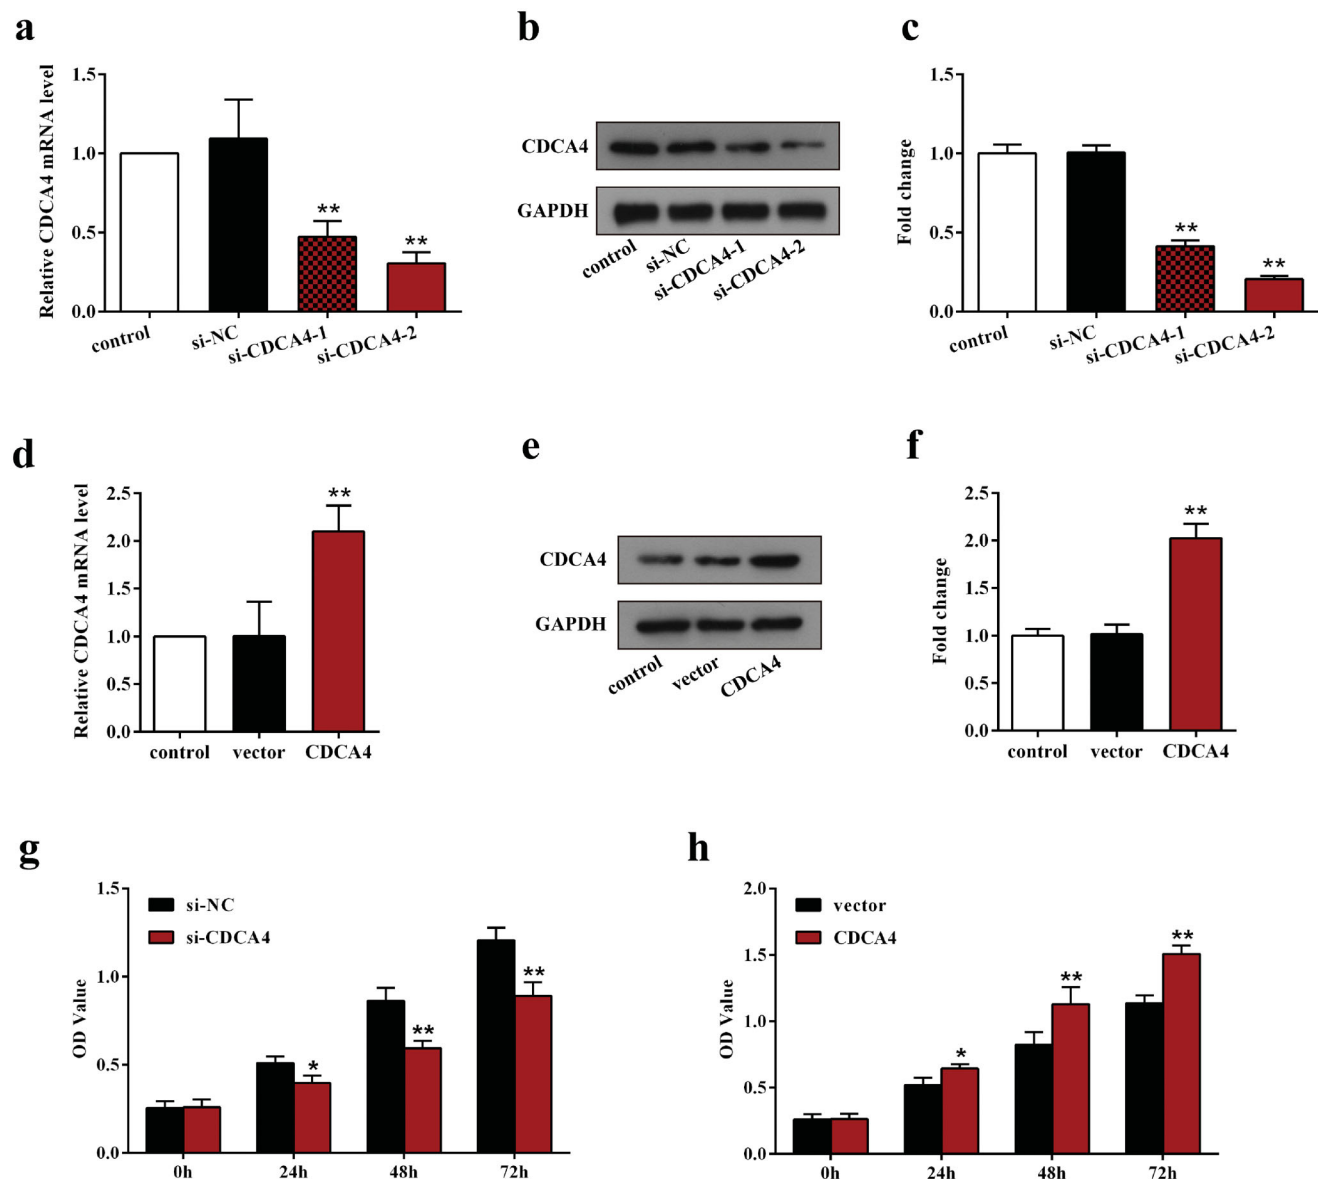 a
Relative CDCA4 mRNA level
1.5
1.0
0.5
0.0
**
**
control
si-NC
si-CDCA4-1
si-CDCA4-2
b
CDCA4
GAPDH
control
si-NC
si-CDCA4-1
si-CDCA4-2
c
Fold change
1.5
1.0
0.5
0.0
**
**
control
si-NC
si-CDCA4-1
si-CDCA4-2
d
Relative CDCA4 mRNA level
2.5
2.0
1.5
1.0
0.5
0.0
**
control vector CDCA4
e
CDCA4
GAPDH
control
vector
CDCA4
f
Fold change
2.5
2.0
1.5
1.0
0.5
0.0
**
control vector CDCA4
g
OD Value
1.5
1.0
0.5
0.0
si-NC
si-CDCA4
*
**
**
0h 24h 48h 72h
h
OD Value
2.0
1.5
1.0
0.5
0.0
vector
CDCA4
*
**
**
0h 24h 48h 72h